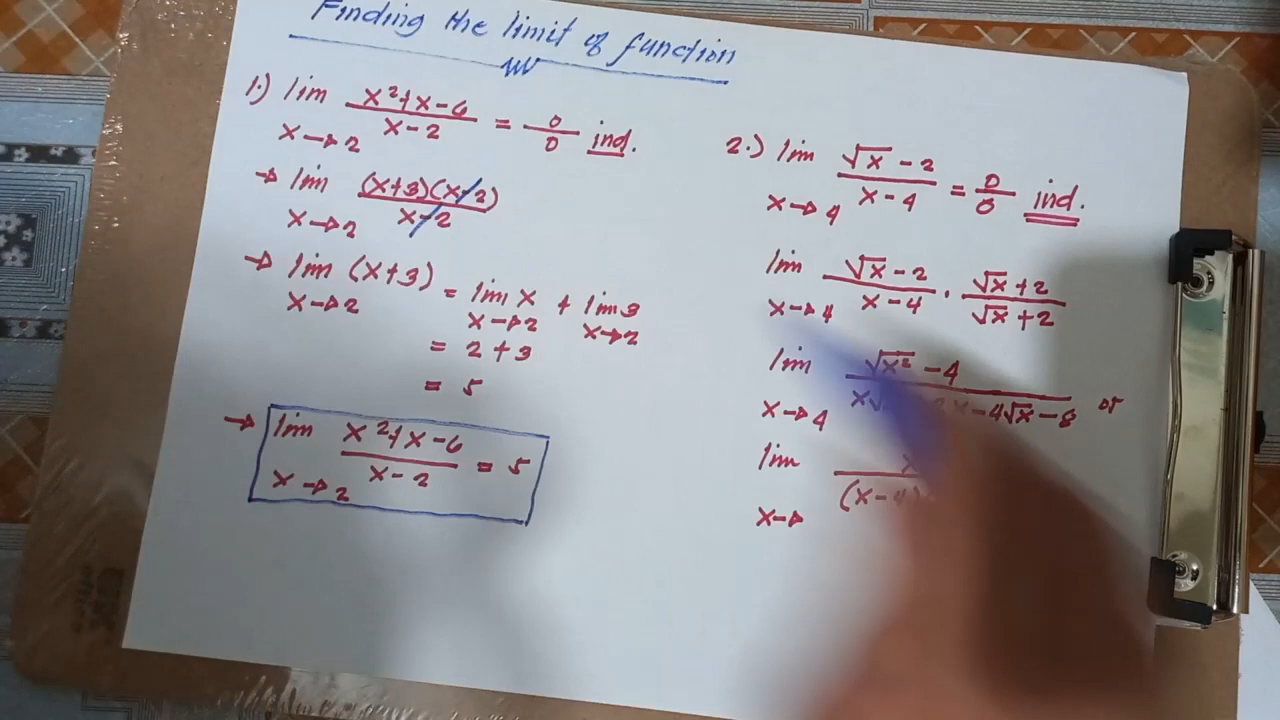 Finding the limit of function
1.) lim x→2 (x²+x-6)/(x-2) = 0/0 ind.
→ lim x→2 (x+3)(x-2)/(x-2)
→ lim x→2 (x+3) = lim x→2 x + lim x→2 3
= 2+3
= 5
→ lim x→2 (x²+x-6)/(x-2) = 5
2.) lim x→4 (√x-2)/(x-4) = 0/0 ind.
lim x→4 (√x-2)/(x-4) · (√x+2)/(√x+2)
lim x→4 √x²-4 / x√ x-4√x-8 or
lim x→ x / (x-4)